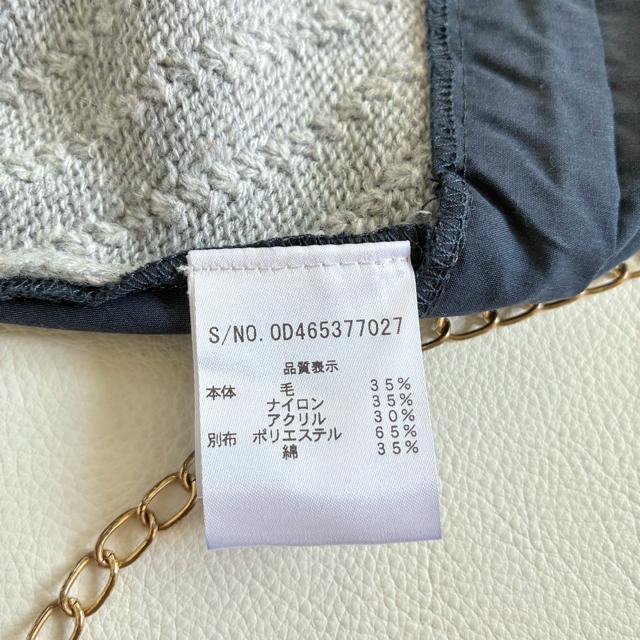 S/NO. OD465377027
品質表示
本体 毛 35%
ナイロン 35%
アクリル 30%
別布 ポリエステル 65%
綿 35%